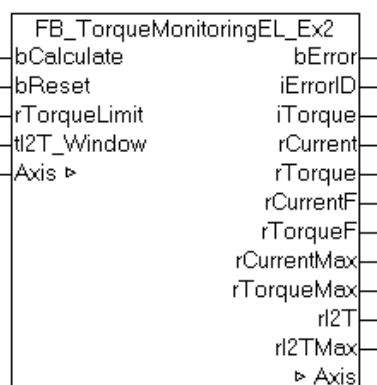 FB_TorqueMonitoringEL_Ex2
bCalculate bError
bReset iErrorID
rTorqueLimit iTorque
tI2T_Window rCurrent
Axis ▹ rTorque
rCurrentF
rTorqueF
rCurrentMax
rTorqueMax
rI2T
rI2TMax
▹ Axis